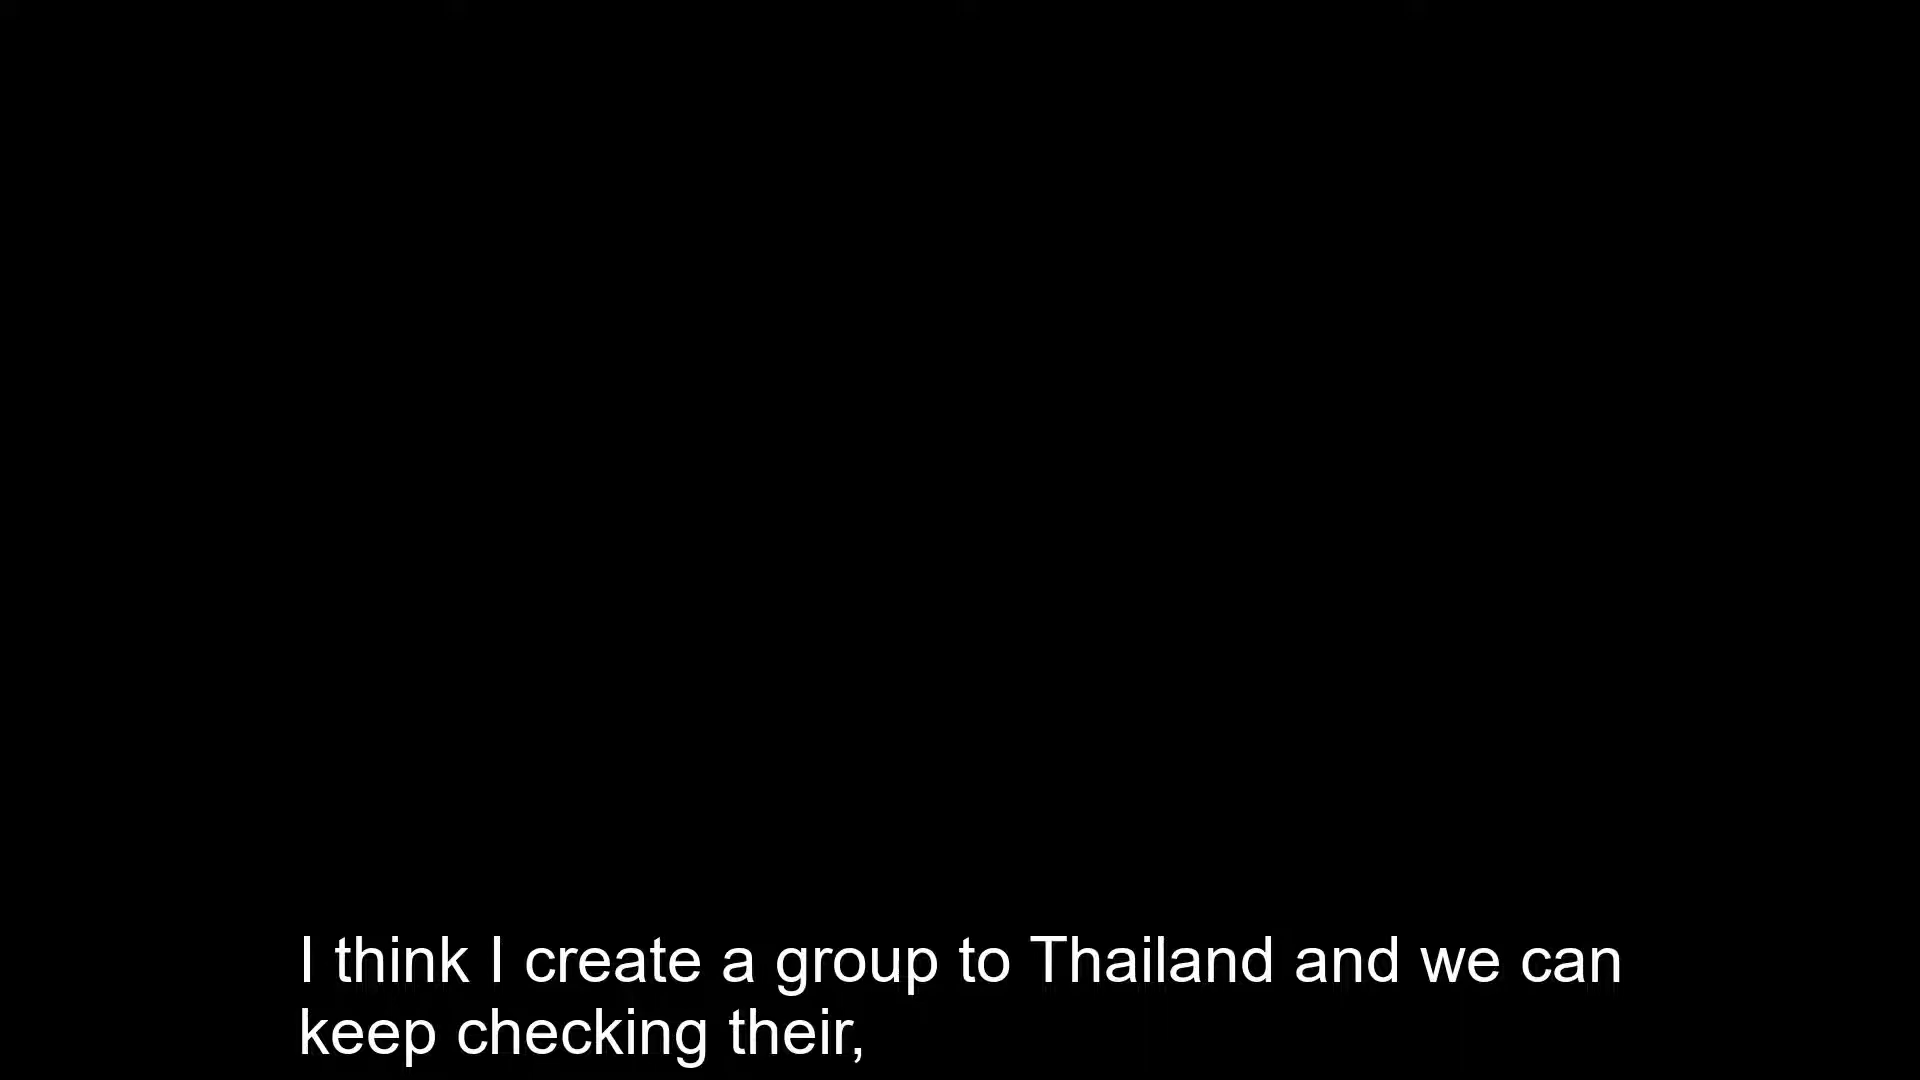 I think I create a group to Thailand and we can
keep checking their,